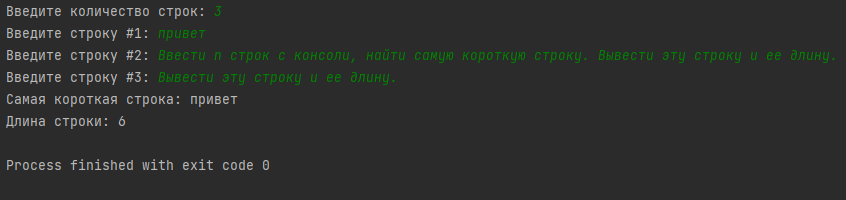 Введите количество строк: 3
Введите строку #1: привет
Введите строку #2: Ввести n строк с консоли, найти самую короткую строку. Вывести эту строку и ее длину.
Введите строку #3: Вывести эту строку и ее длину.
Самая короткая строка: привет
Длина строки: 6
Process finished with exit code 0